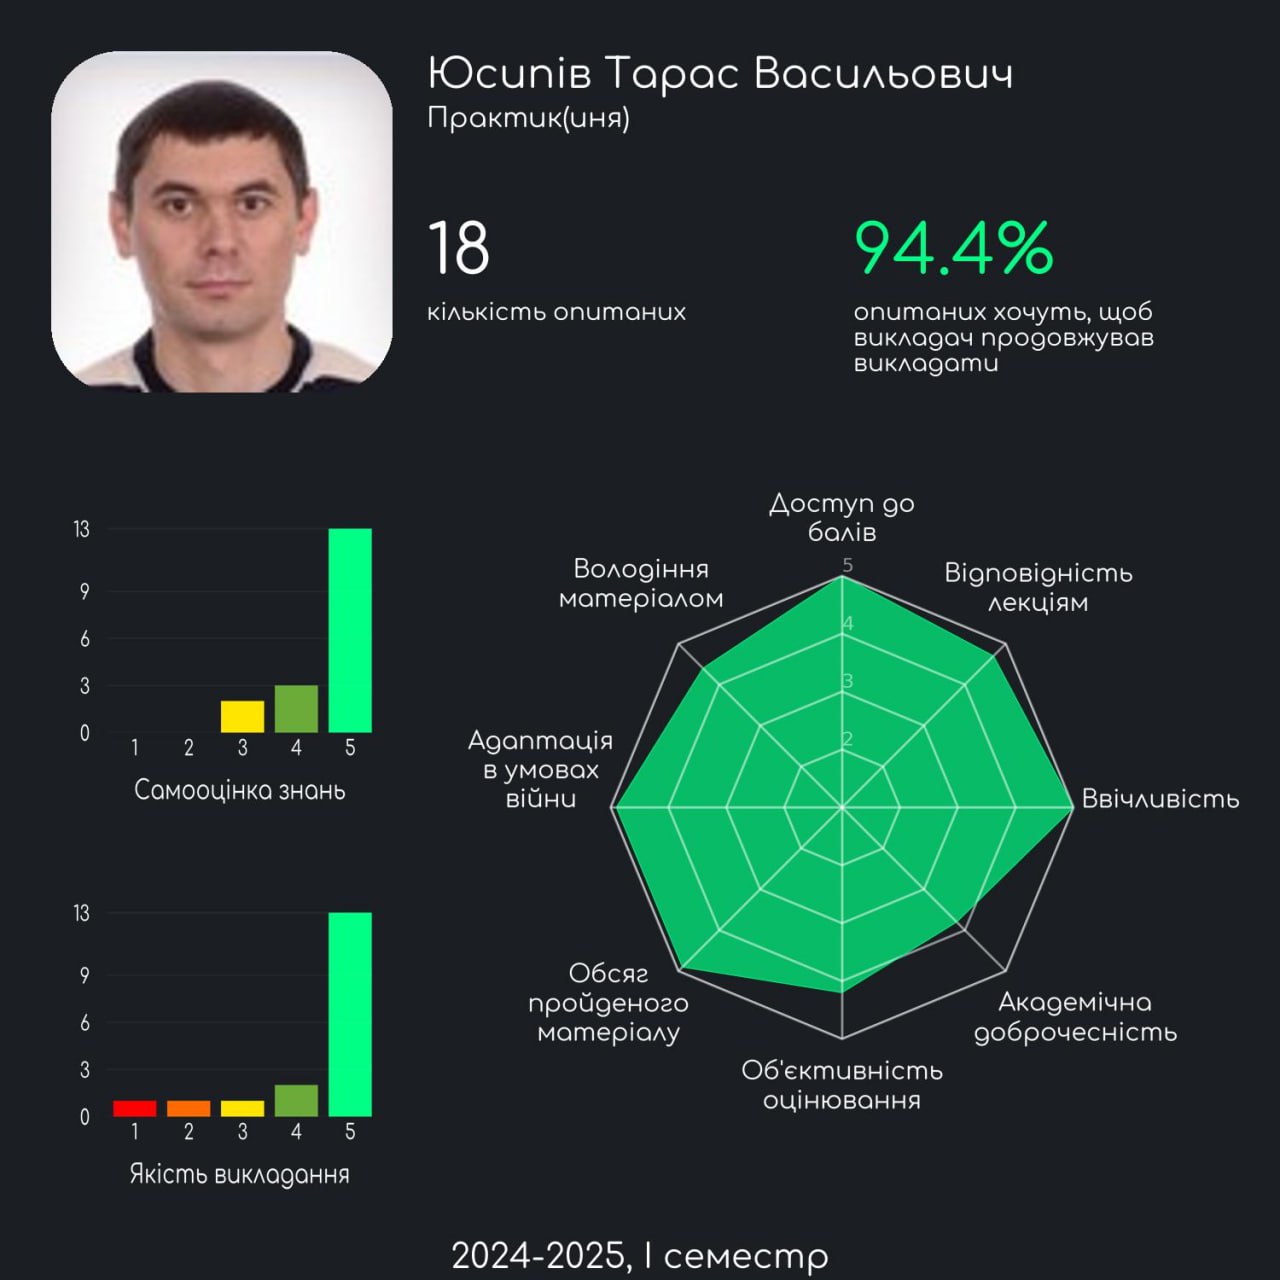 Юсипів Тарас Васильович
Практик(иня)
18
кількість опитаних
94.4%
опитаних хочуть, щоб
викладач продовжував
викладати
13
9
6
3
0
1 2 3 4 5
Самооцінка знань
13
9
6
3
0
1 2 3 4 5
Якість викладання
Доступ до
балів
Відповідність
лекціям
Ввічливість
Академічна
доброчесність
Об'єктивність
оцінювання
Обсяг
пройденого
матеріалу
Адаптація
в умовах
війни
Володіння
матеріалом
5
4
3
2
2024-2025, І семестр